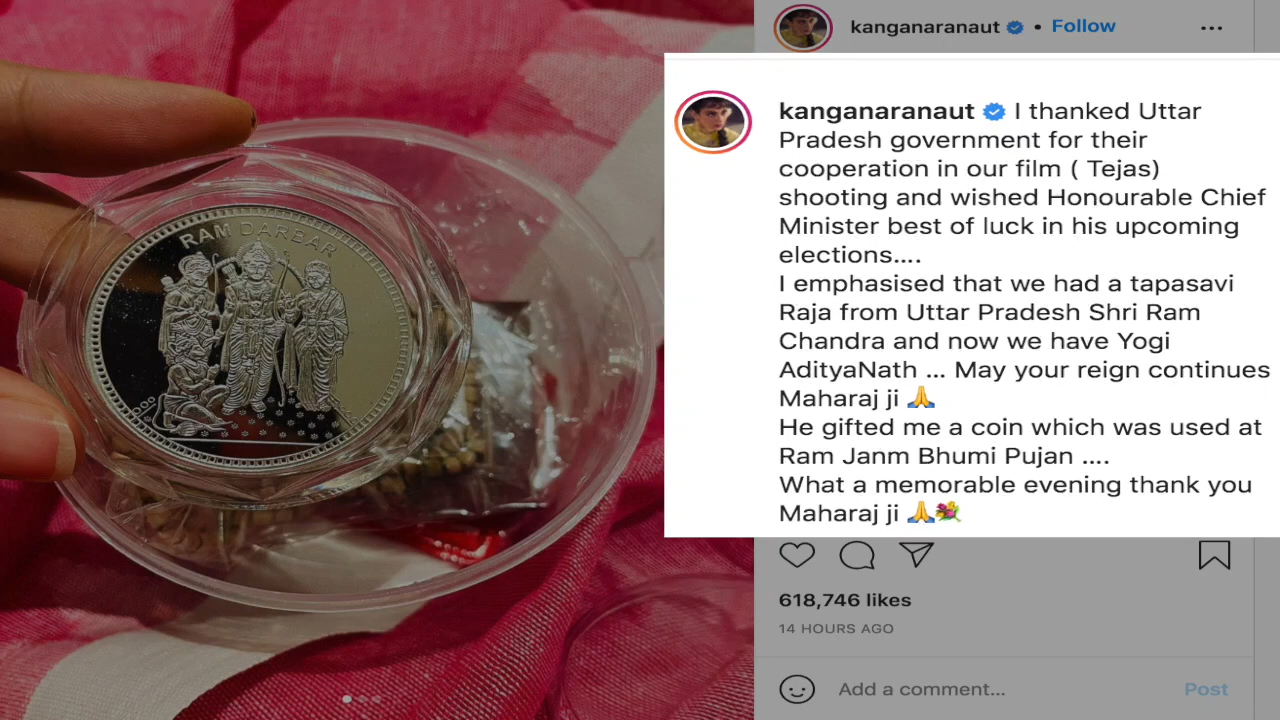 RAM DARBAR
kanganaranaut • Follow
kanganaranaut I thanked Uttar
Pradesh government for their
cooperation in our film ( Tejas)
shooting and wished Honourable Chief
Minister best of luck in his upcoming
elections....
I emphasised that we had a tapasavi
Raja from Uttar Pradesh Shri Ram
Chandra and now we have Yogi
AdityaNath ... May your reign continues
Maharaj ji 🙏
He gifted me a coin which was used at
Ram Janm Bhumi Pujan ....
What a memorable evening thank you
Maharaj ji 🙏💐
618,746 likes
14 HOURS AGO
Add a comment... Post